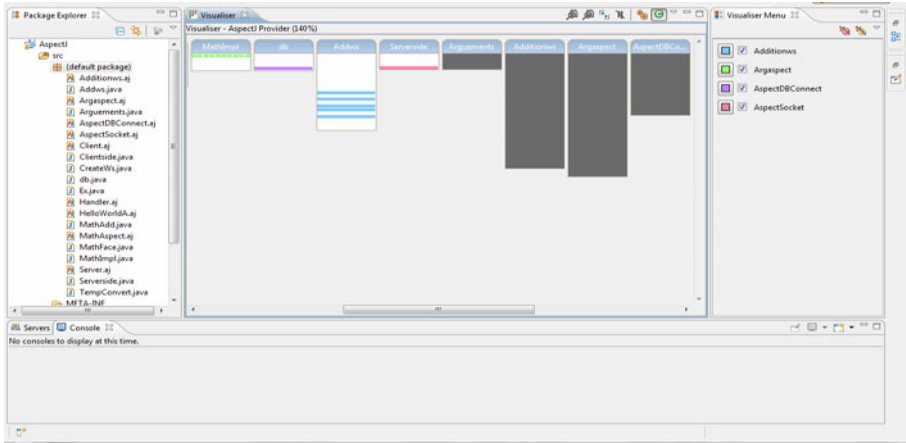 Package Explorer
AspectJ
src
(default package)
Additionws.aj
Addws.java
Argaspect.aj
Arguements.java
AspectDBConnect.aj
AspectSocket.aj
Client.aj
Clientside.java
CreateWs.java
db.java
Ex.java
Handler.aj
HelloWorldA.aj
MathAdd.java
MathAspect.aj
MathFace.java
MathImpl.java
Server.aj
Serverside.java
TempConvert.java
META-INF
Visualiser
Visualiser - AspectJ Provider (140%)
MathImpl db Addws Serverside Arguements Additionws Argaspect AspectDBCo...
Visualiser Menu
Additionws
Argaspect
AspectDBConnect
AspectSocket
Servers Console
No consoles to display at this time.